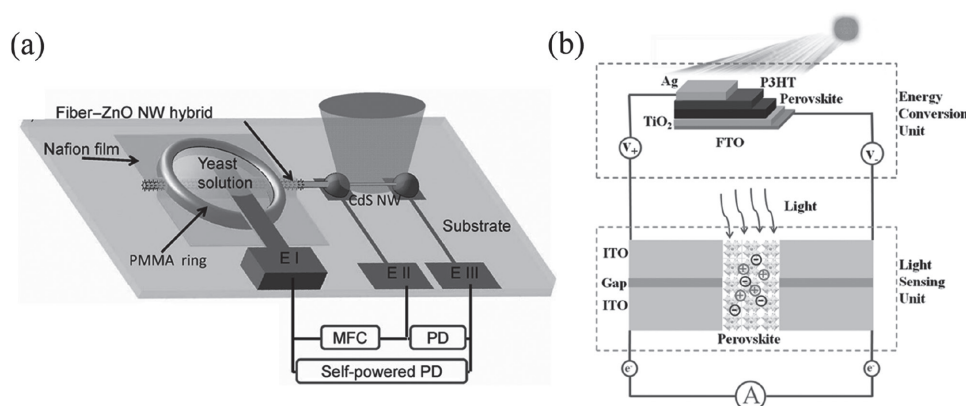 (a)
Fiber–ZnO NW hybrid
Nafion film
Yeast
solution
CdS NW
Substrate
PMMA ring
E I
E II
E III
MFC
PD
Self-powered PD
(b)
Ag
P3HT
Perovskite
TiO₂
FTO
Energy
Conversion
Unit
V₊
V₋
Light
ITO
Gap
ITO
Light
Sensing
Unit
Perovskite
e⁻
e⁻
A